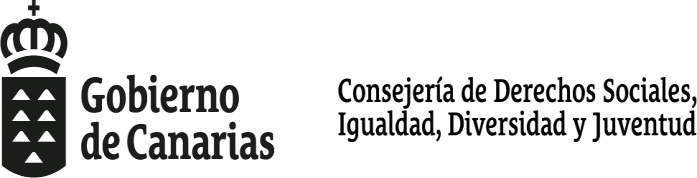 Gobierno
de Canarias
Consejería de Derechos Sociales,
Igualdad, Diversidad y Juventud